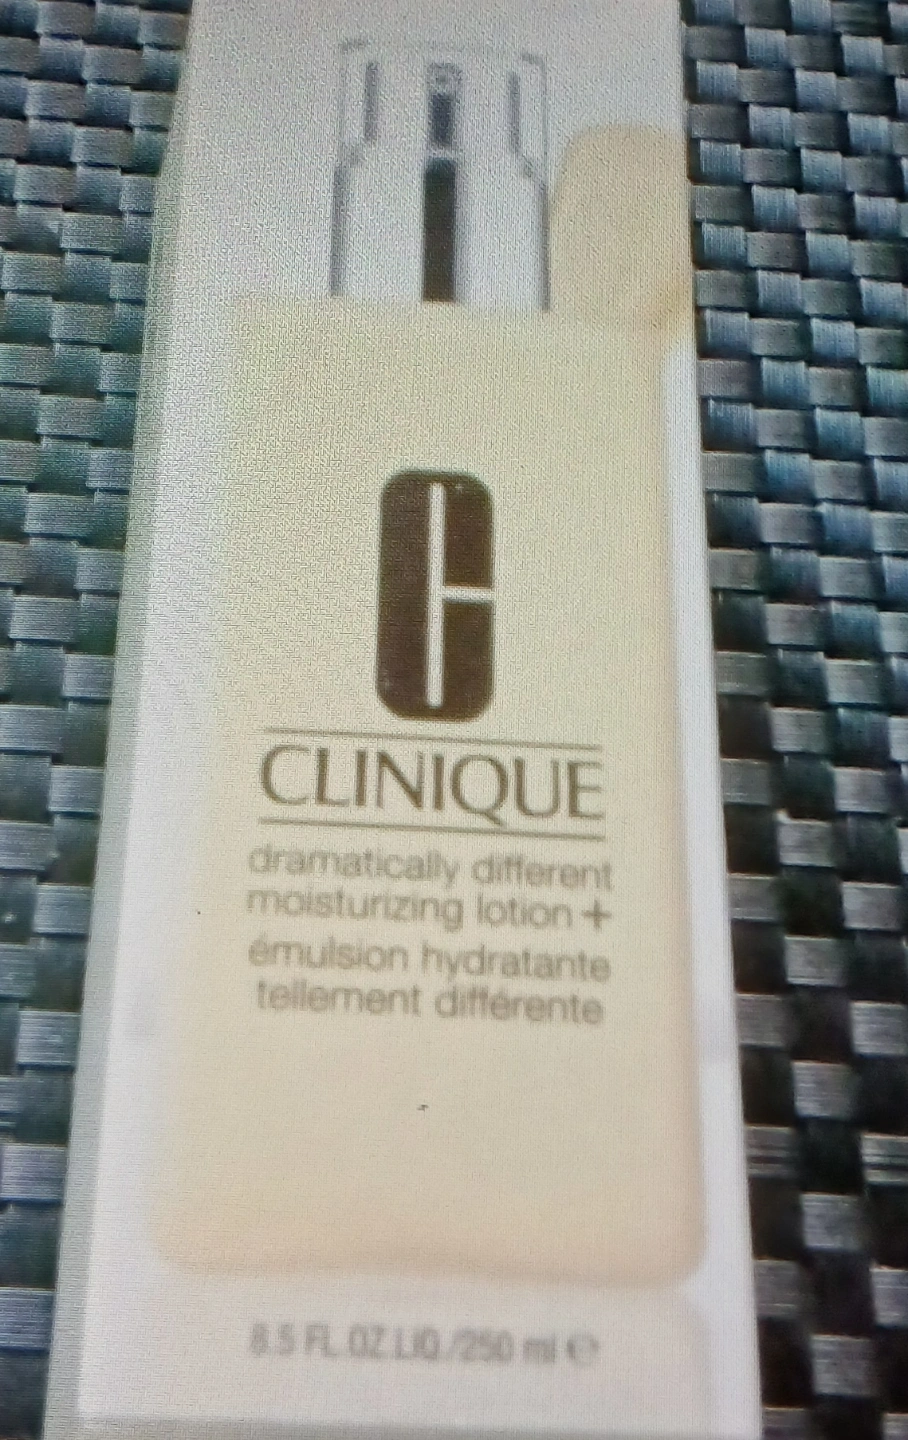 C
CLINIQUE
dramatically different
moisturizing lotion +
émulsion hydratante
tellement différente
8.5 FL.OZ.LIQ./250 ml ℮